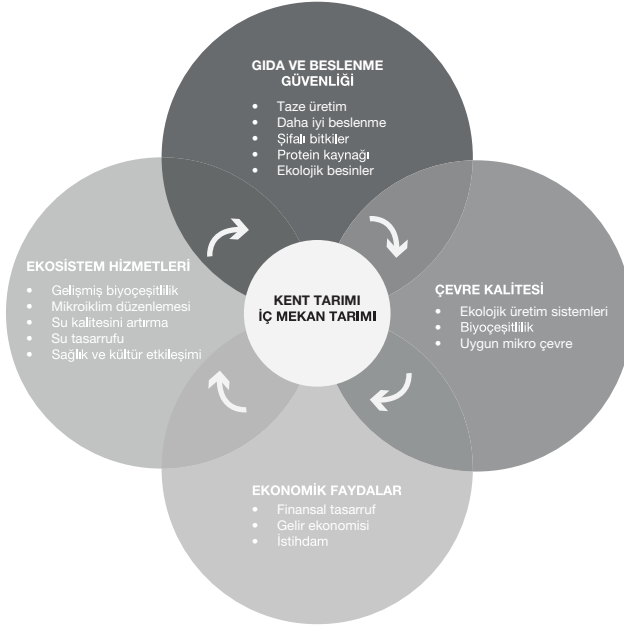 GIDA VE BESLENME
GÜVENLİĞİ
• Taze üretim
• Daha iyi beslenme
• Şifalı bitkiler
• Protein kaynağı
• Ekolojik besinler
EKOSİSTEM HİZMETLERİ
• Gelişmiş biyoçeşitlilik
• Mikroiklim düzenlemesi
• Su kalitesini artırma
• Su tasarrufu
• Sağlık ve kültür etkileşimi
KENT TARIMI
İÇ MEKAN TARIMI
ÇEVRE KALİTESİ
• Ekolojik üretim sistemleri
• Biyoçeşitlilik
• Uygun mikro çevre
EKONOMİK FAYDALAR
• Finansal tasarruf
• Gelir ekonomisi
• İstihdam